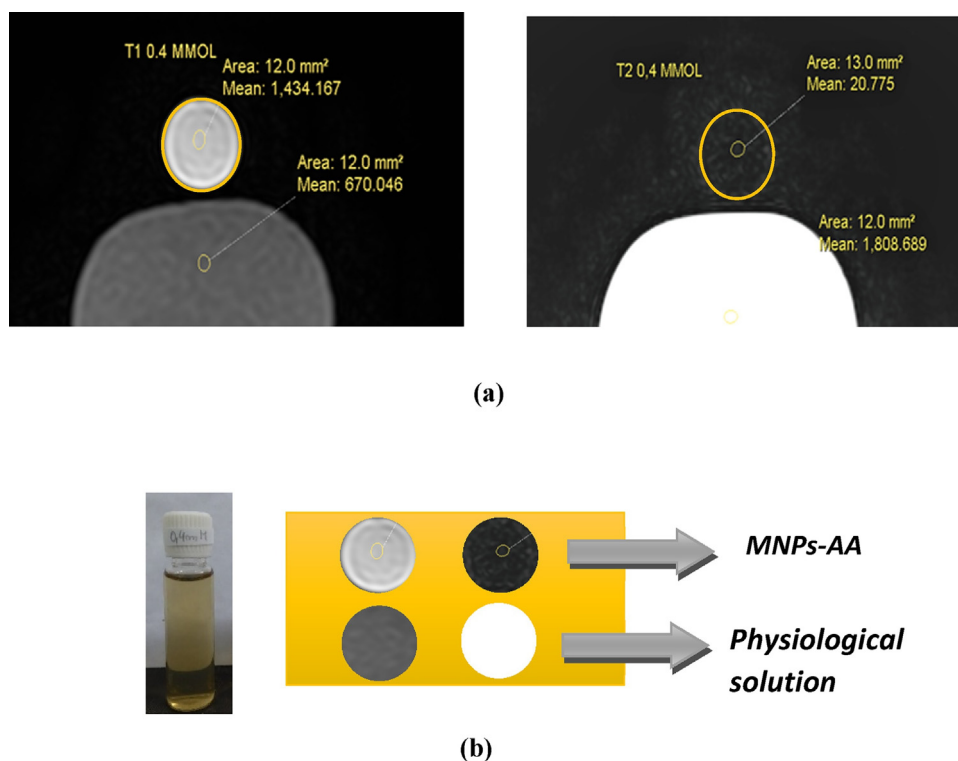 T1 0.4 MMOL
Area: 12.0 mm²
Mean: 1,434.167
Area: 12.0 mm²
Mean: 670.046
T2 0,4 MMOL
Area: 13.0 mm²
Mean: 20.775
Area: 12.0 mm²
Mean: 1,808.689
(a)
0,4mM
MNPs-AA
Physiological
solution
(b)